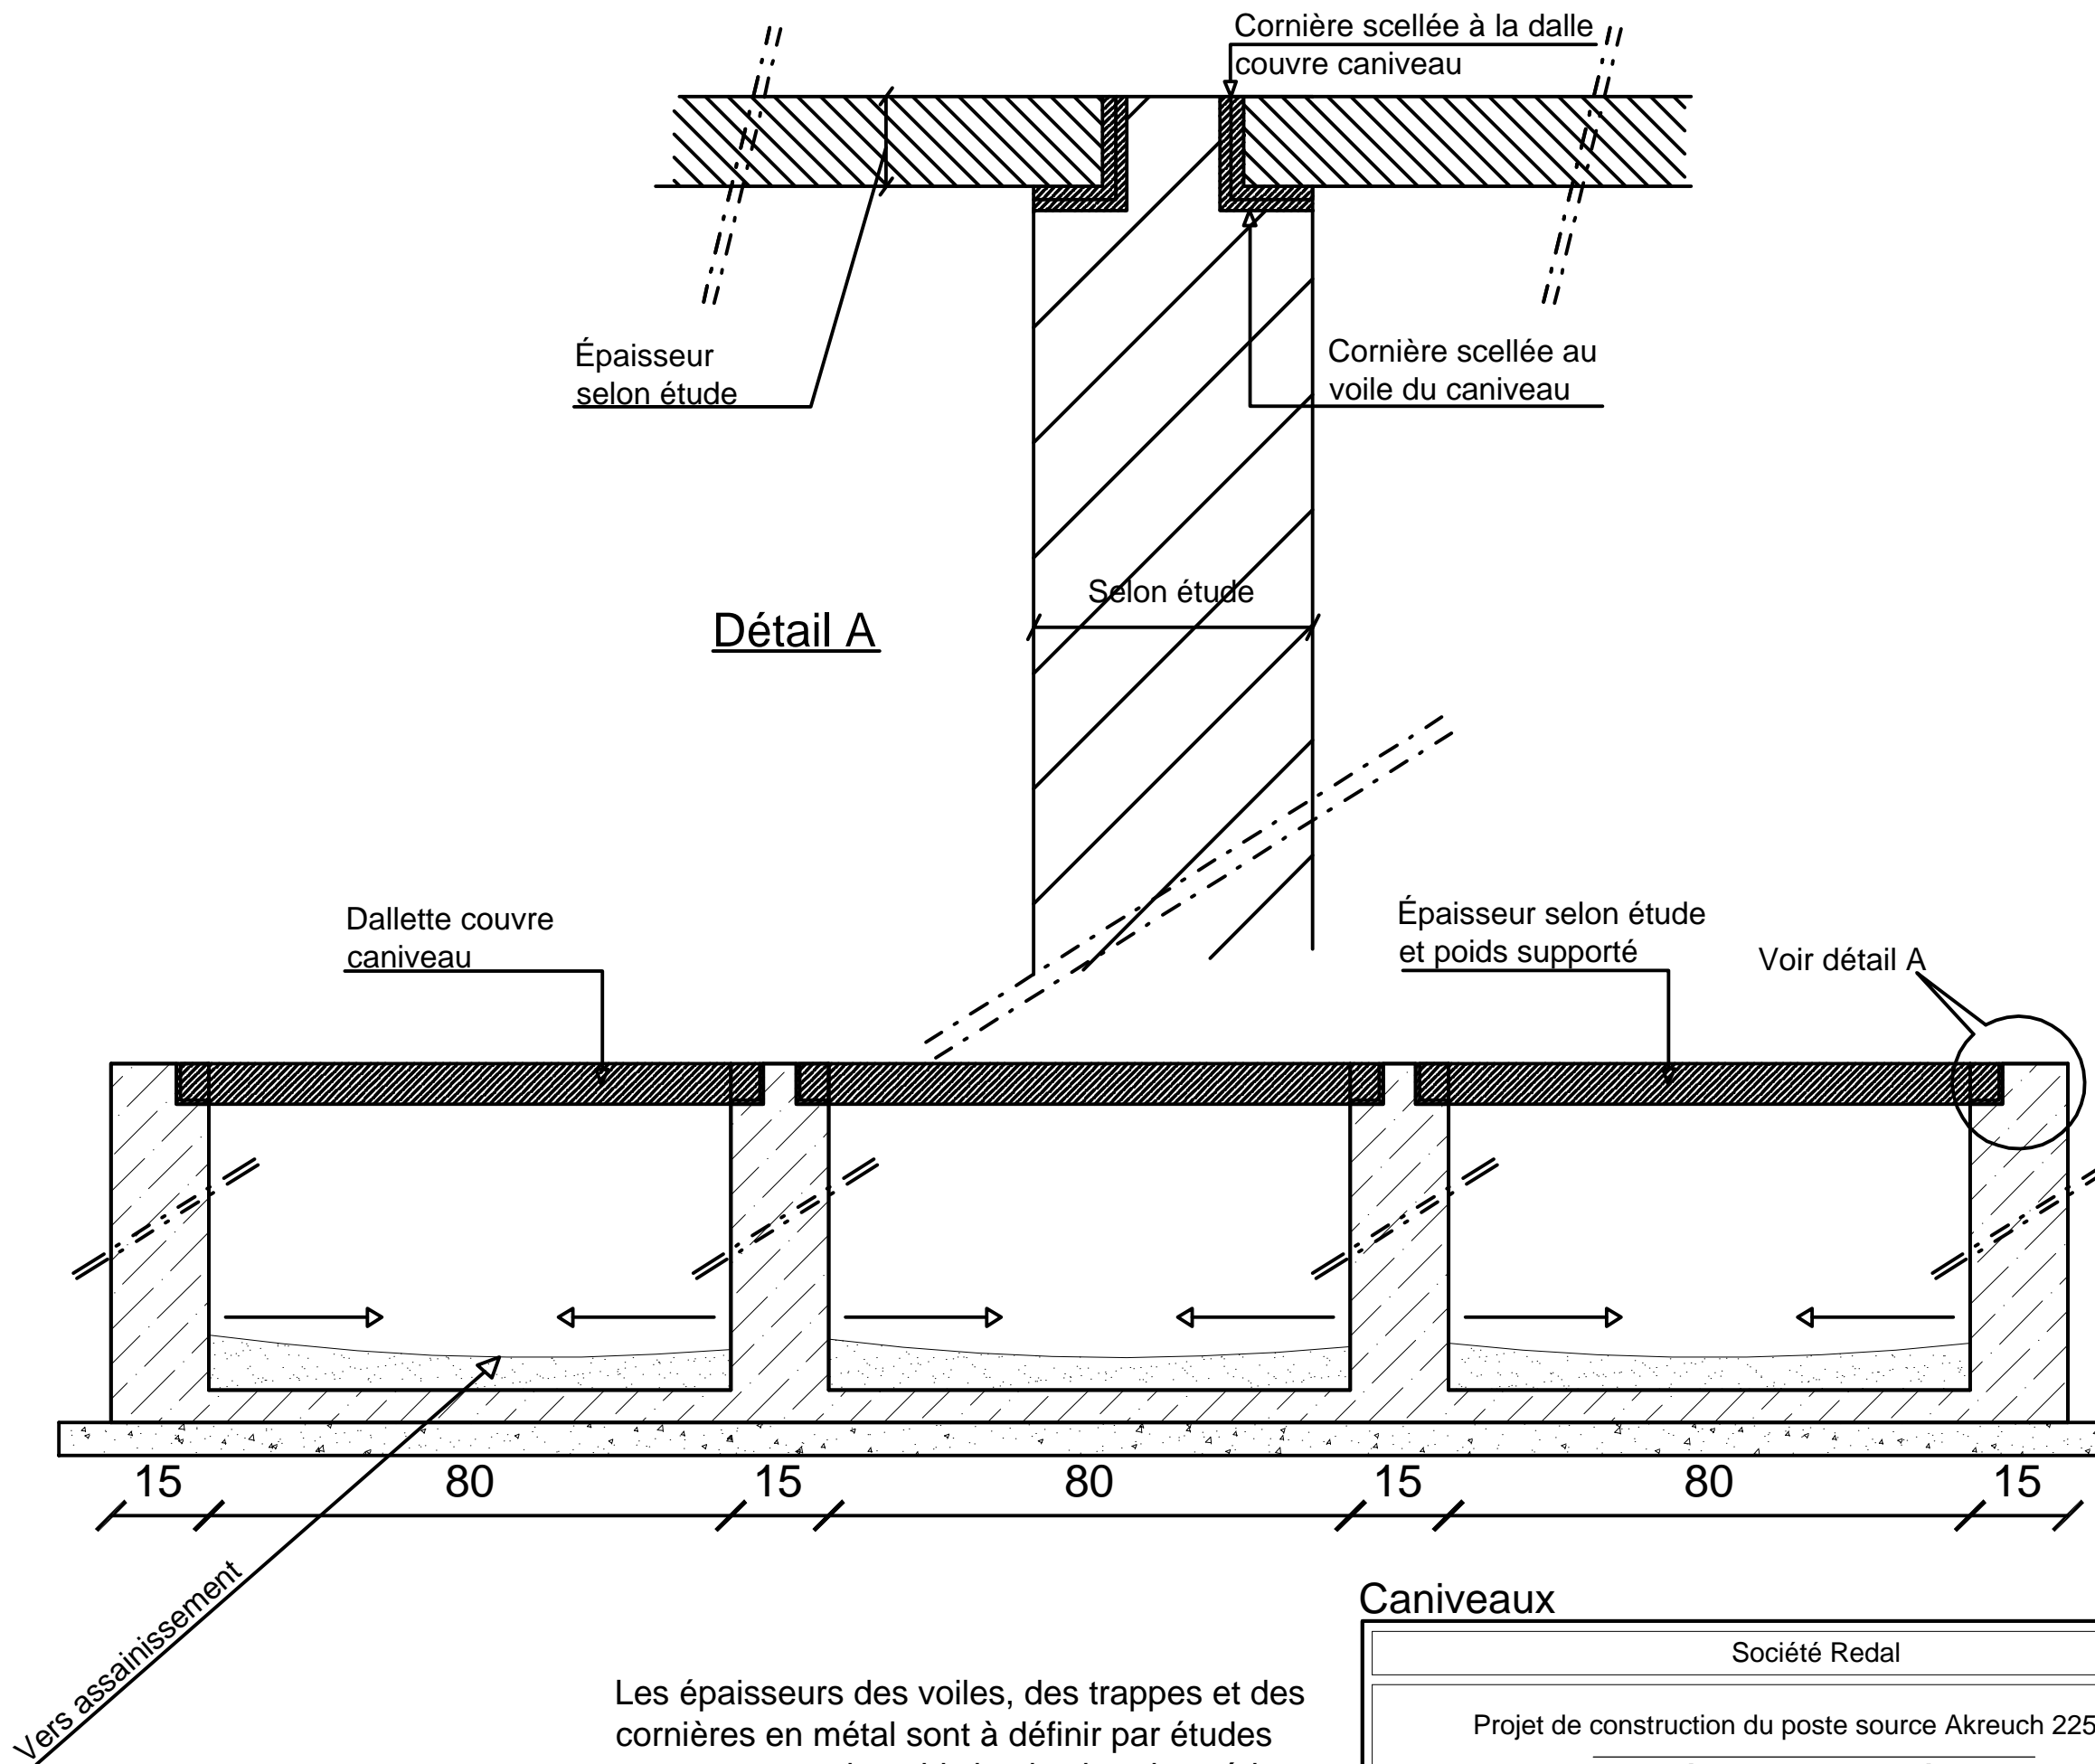 Cornière scellée à la dalle
couvre caniveau
Épaisseur
selon étude
Cornière scellée au
voile du caniveau
Selon étude
Détail A
Dallette couvre
caniveau
Épaisseur selon étude
et poids supporté
Voir détail A
15
80
15
80
15
80
15
Vers assainissement
Caniveaux
Société Redal
Les épaisseurs des voiles, des trappes et des
cornières en métal sont à définir par études
Projet de construction du poste source Akreuch 225